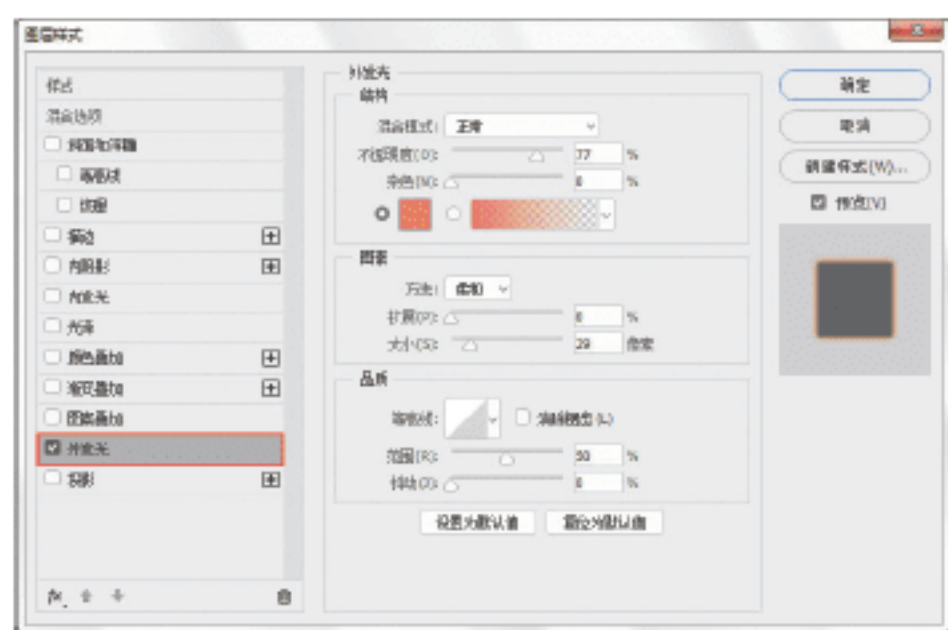 图层样式
样式
混合选项
斜面和浮雕
等高线
纹理
描边
内阴影
内发光
光泽
颜色叠加
渐变叠加
图案叠加
外发光
投影
fx
外发光
结构
混合模式: 正常
不透明度(O): 77 %
杂色(N): 0 %
图素
方法: 柔和
扩展(P): 0 %
大小(S): 29 像素
品质
等高线: 消除锯齿(L)
范围(R): 50 %
抖动(J): 0 %
设置为默认值 复位为默认值
确定
取消
新建样式(W)...
预览(V)